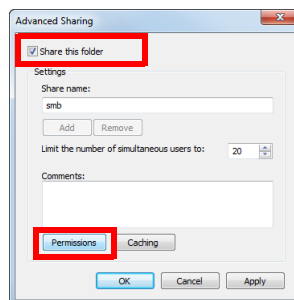 Advanced Sharing
Share this folder
Settings
Share name:
smb
Add Remove
Limit the number of simultaneous users to: 20
Comments:
Permissions Caching
OK Cancel Apply